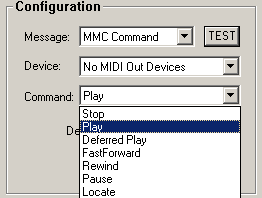 Configuration
Message: MMC Command TEST
Device: No MIDI Out Devices
Command: Play
Stop
Play
De
Deferred Play
FastForward
Rewind
Pause
Locate